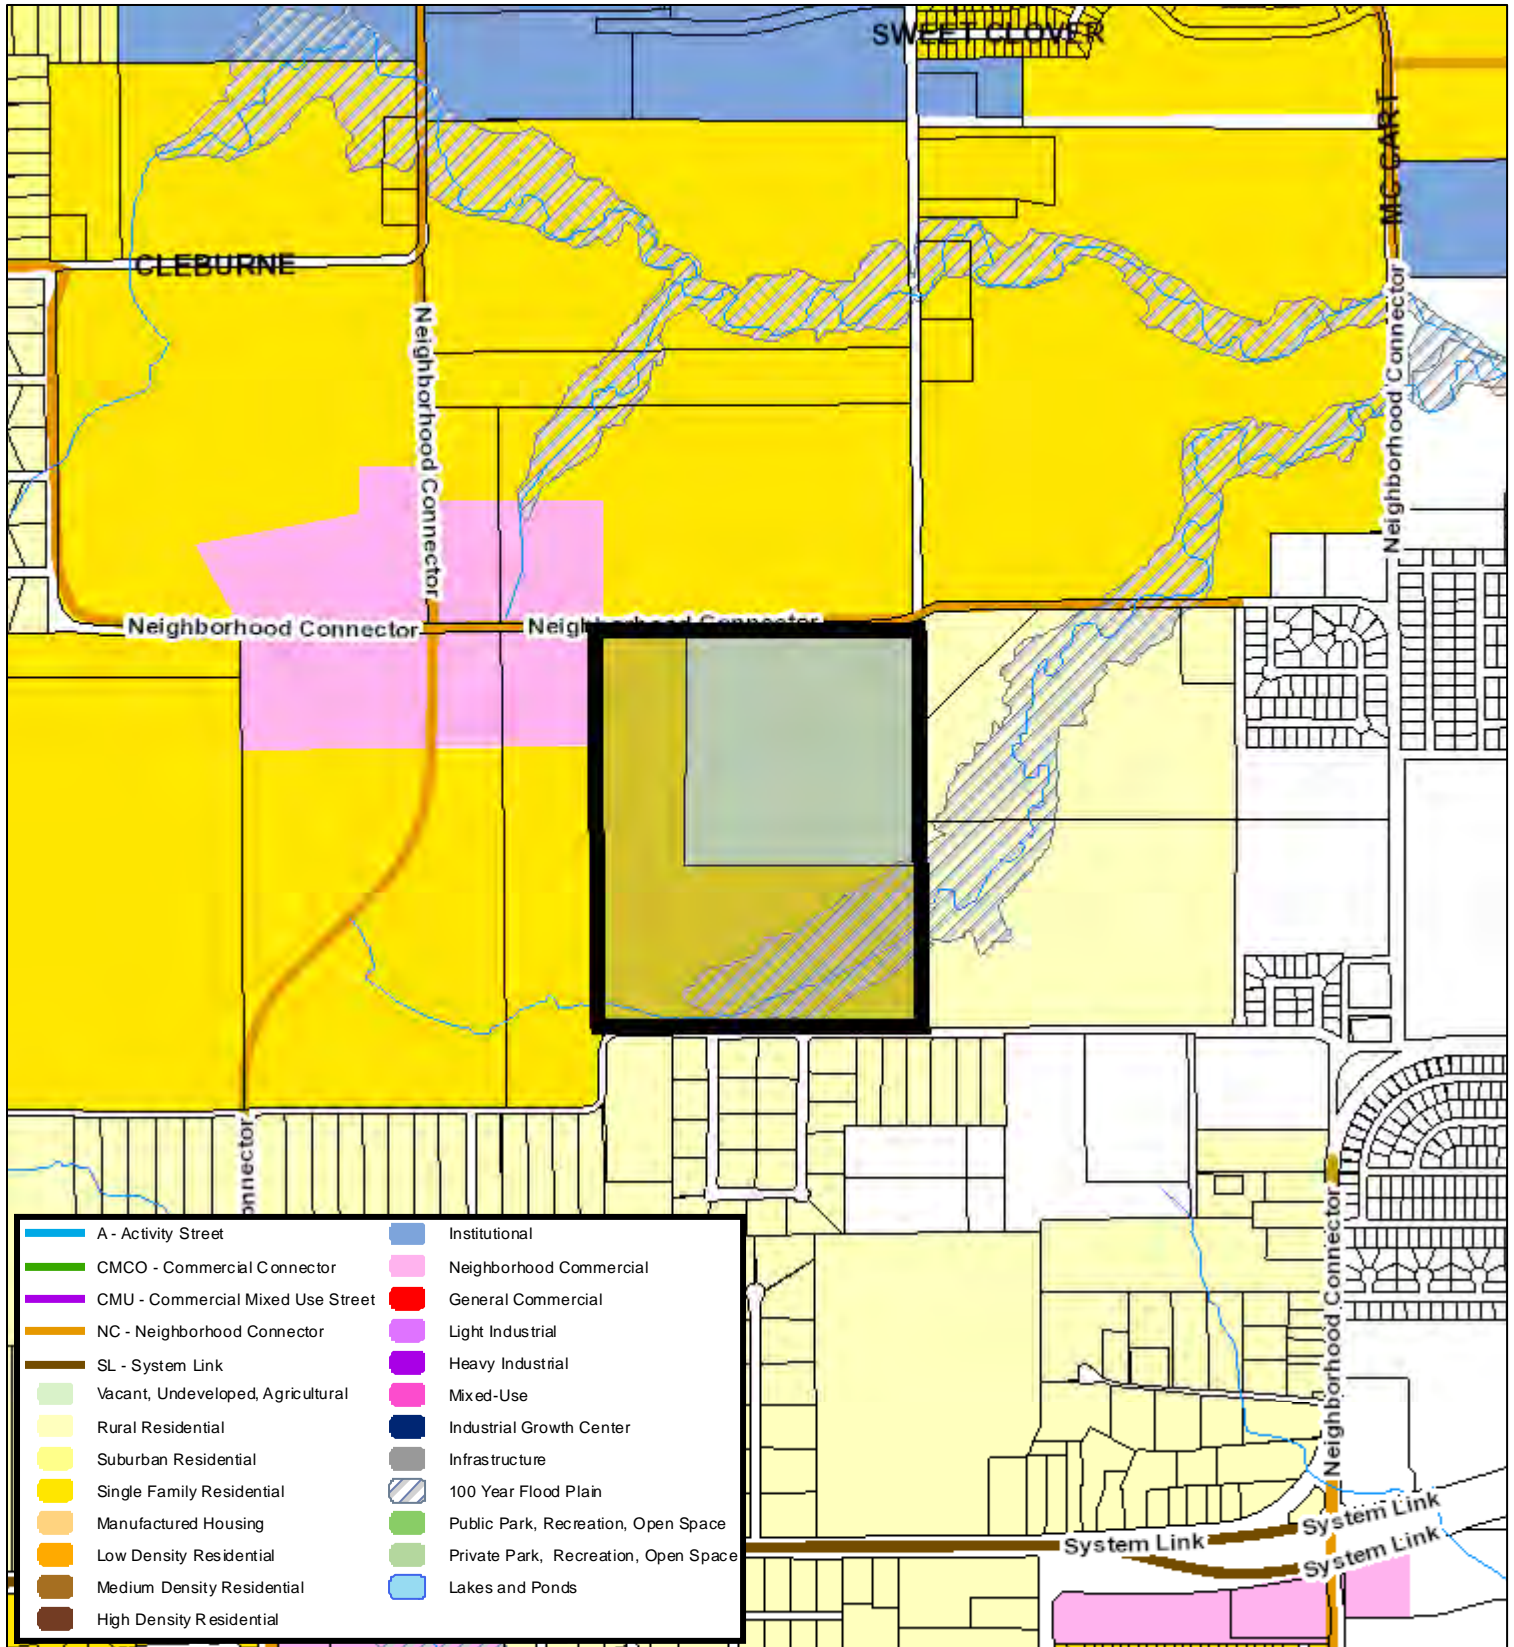 SWEET CLOVER
MC CART
CLEBURNE
Neighborhood Connector
Neighborhood Connector
Neighborhood Connector
Neighborhood Connector
onnector
Neighborhood Connector
System Link
System Link
System Link
A - Activity Street
CMCO - Commercial Connector
CMU - Commercial Mixed Use Street
NC - Neighborhood Connector
SL - System Link
Vacant, Undeveloped, Agricultural
Rural Residential
Suburban Residential
Single Family Residential
Manufactured Housing
Low Density Residential
Medium Density Residential
High Density Residential
Institutional
Neighborhood Commercial
General Commercial
Light Industrial
Heavy Industrial
Mixed-Use
Industrial Growth Center
Infrastructure
100 Year Flood Plain
Public Park, Recreation, Open Space
Private Park, Recreation, Open Space
Lakes and Ponds